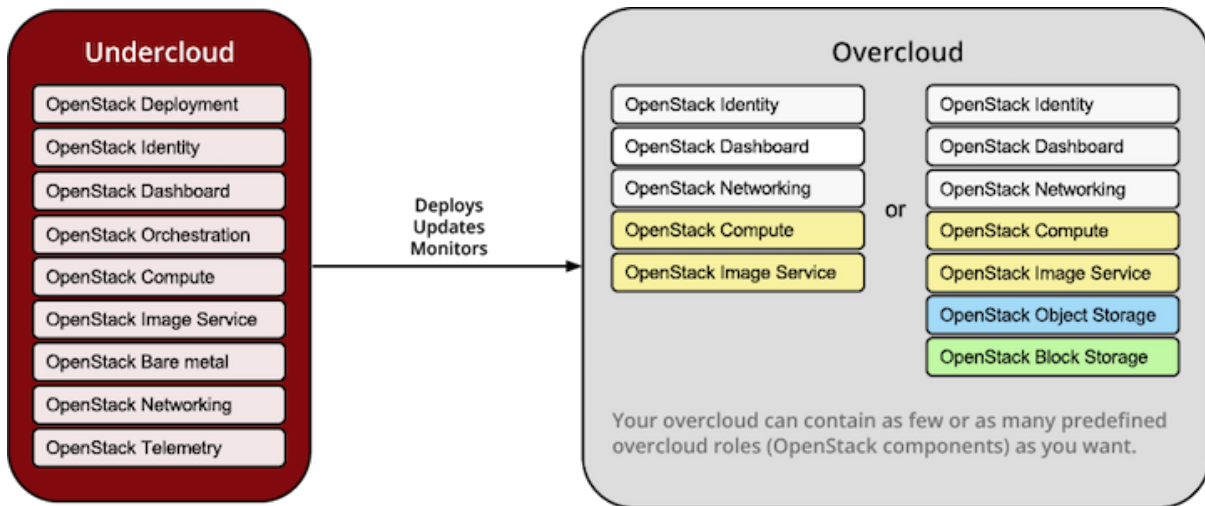 Undercloud
OpenStack Deployment
OpenStack Identity
OpenStack Dashboard
OpenStack Orchestration
OpenStack Compute
OpenStack Image Service
OpenStack Bare metal
OpenStack Networking
OpenStack Telemetry
Deploys
Updates
Monitors
Overcloud
OpenStack Identity
OpenStack Dashboard
OpenStack Networking
OpenStack Compute
OpenStack Image Service
or
OpenStack Identity
OpenStack Dashboard
OpenStack Networking
OpenStack Compute
OpenStack Image Service
OpenStack Object Storage
OpenStack Block Storage
Your overcloud can contain as few or as many predefined
overcloud roles (OpenStack components) as you want.